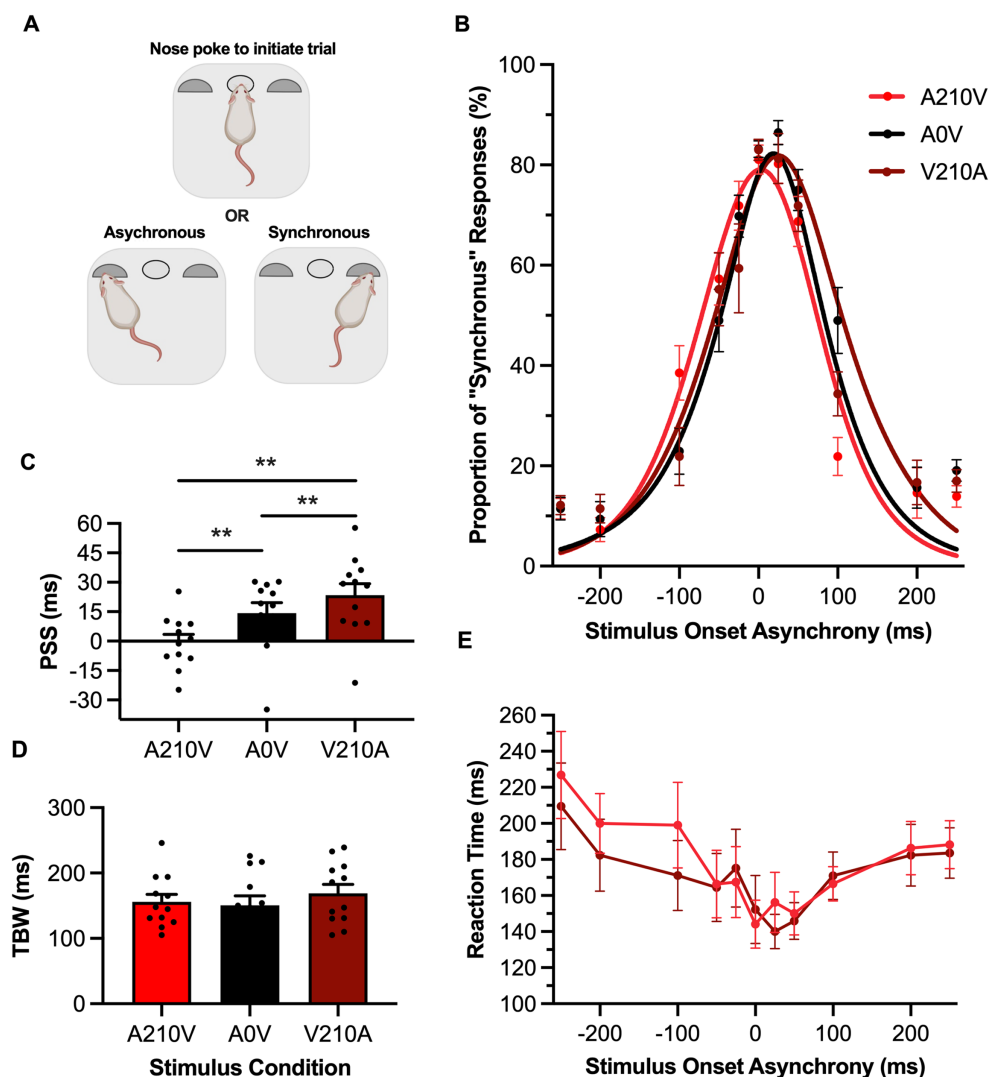 A
Nose poke to initiate trial
OR
Asychronous
Synchronous
B
Proportion of "Synchronus" Responses (%)
100
80
60
40
20
0
-200
-100
0
100
200
Stimulus Onset Asynchrony (ms)
A210V
A0V
V210A
C
PSS (ms)
60
45
30
15
0
-15
-30
**
**
**
A210V
A0V
V210A
D
TBW (ms)
300
200
100
0
A210V
A0V
V210A
Stimulus Condition
E
Reaction Time (ms)
260
240
220
200
180
160
140
120
100
-200
-100
0
100
200
Stimulus Onset Asynchrony (ms)